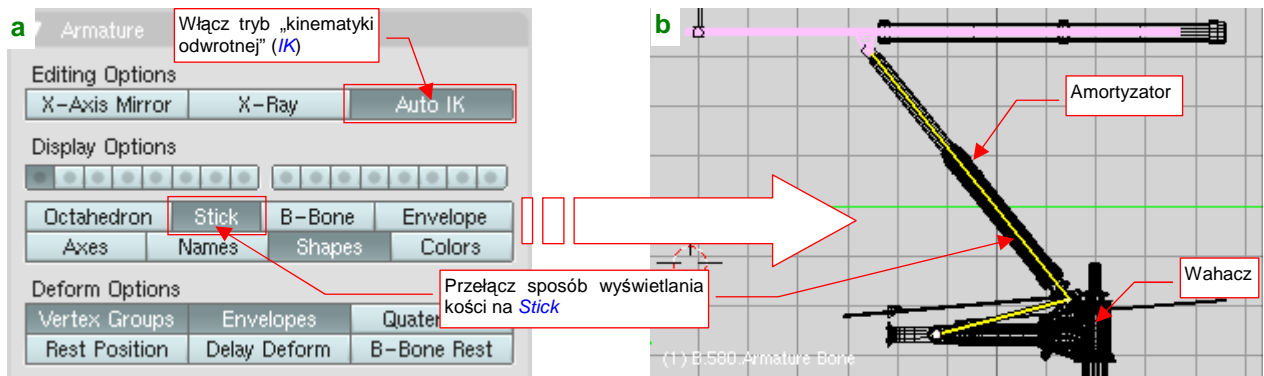 a
Armature
Włącz tryb „kinematyki
odwrotnej” (IK)
Editing Options
X-Axis Mirror
X-Ray
Auto IK
Display Options
Octahedron
Stick
B-Bone
Envelope
Axes
Names
Shapes
Colors
Przełącz sposób wyświetlania
kości na Stick
Deform Options
Vertex Groups
Envelopes
Rest Position
Delay Deform
B-Bone Rest
b
Amortyzator
Wahacz
(1) B.580.Armature Bone